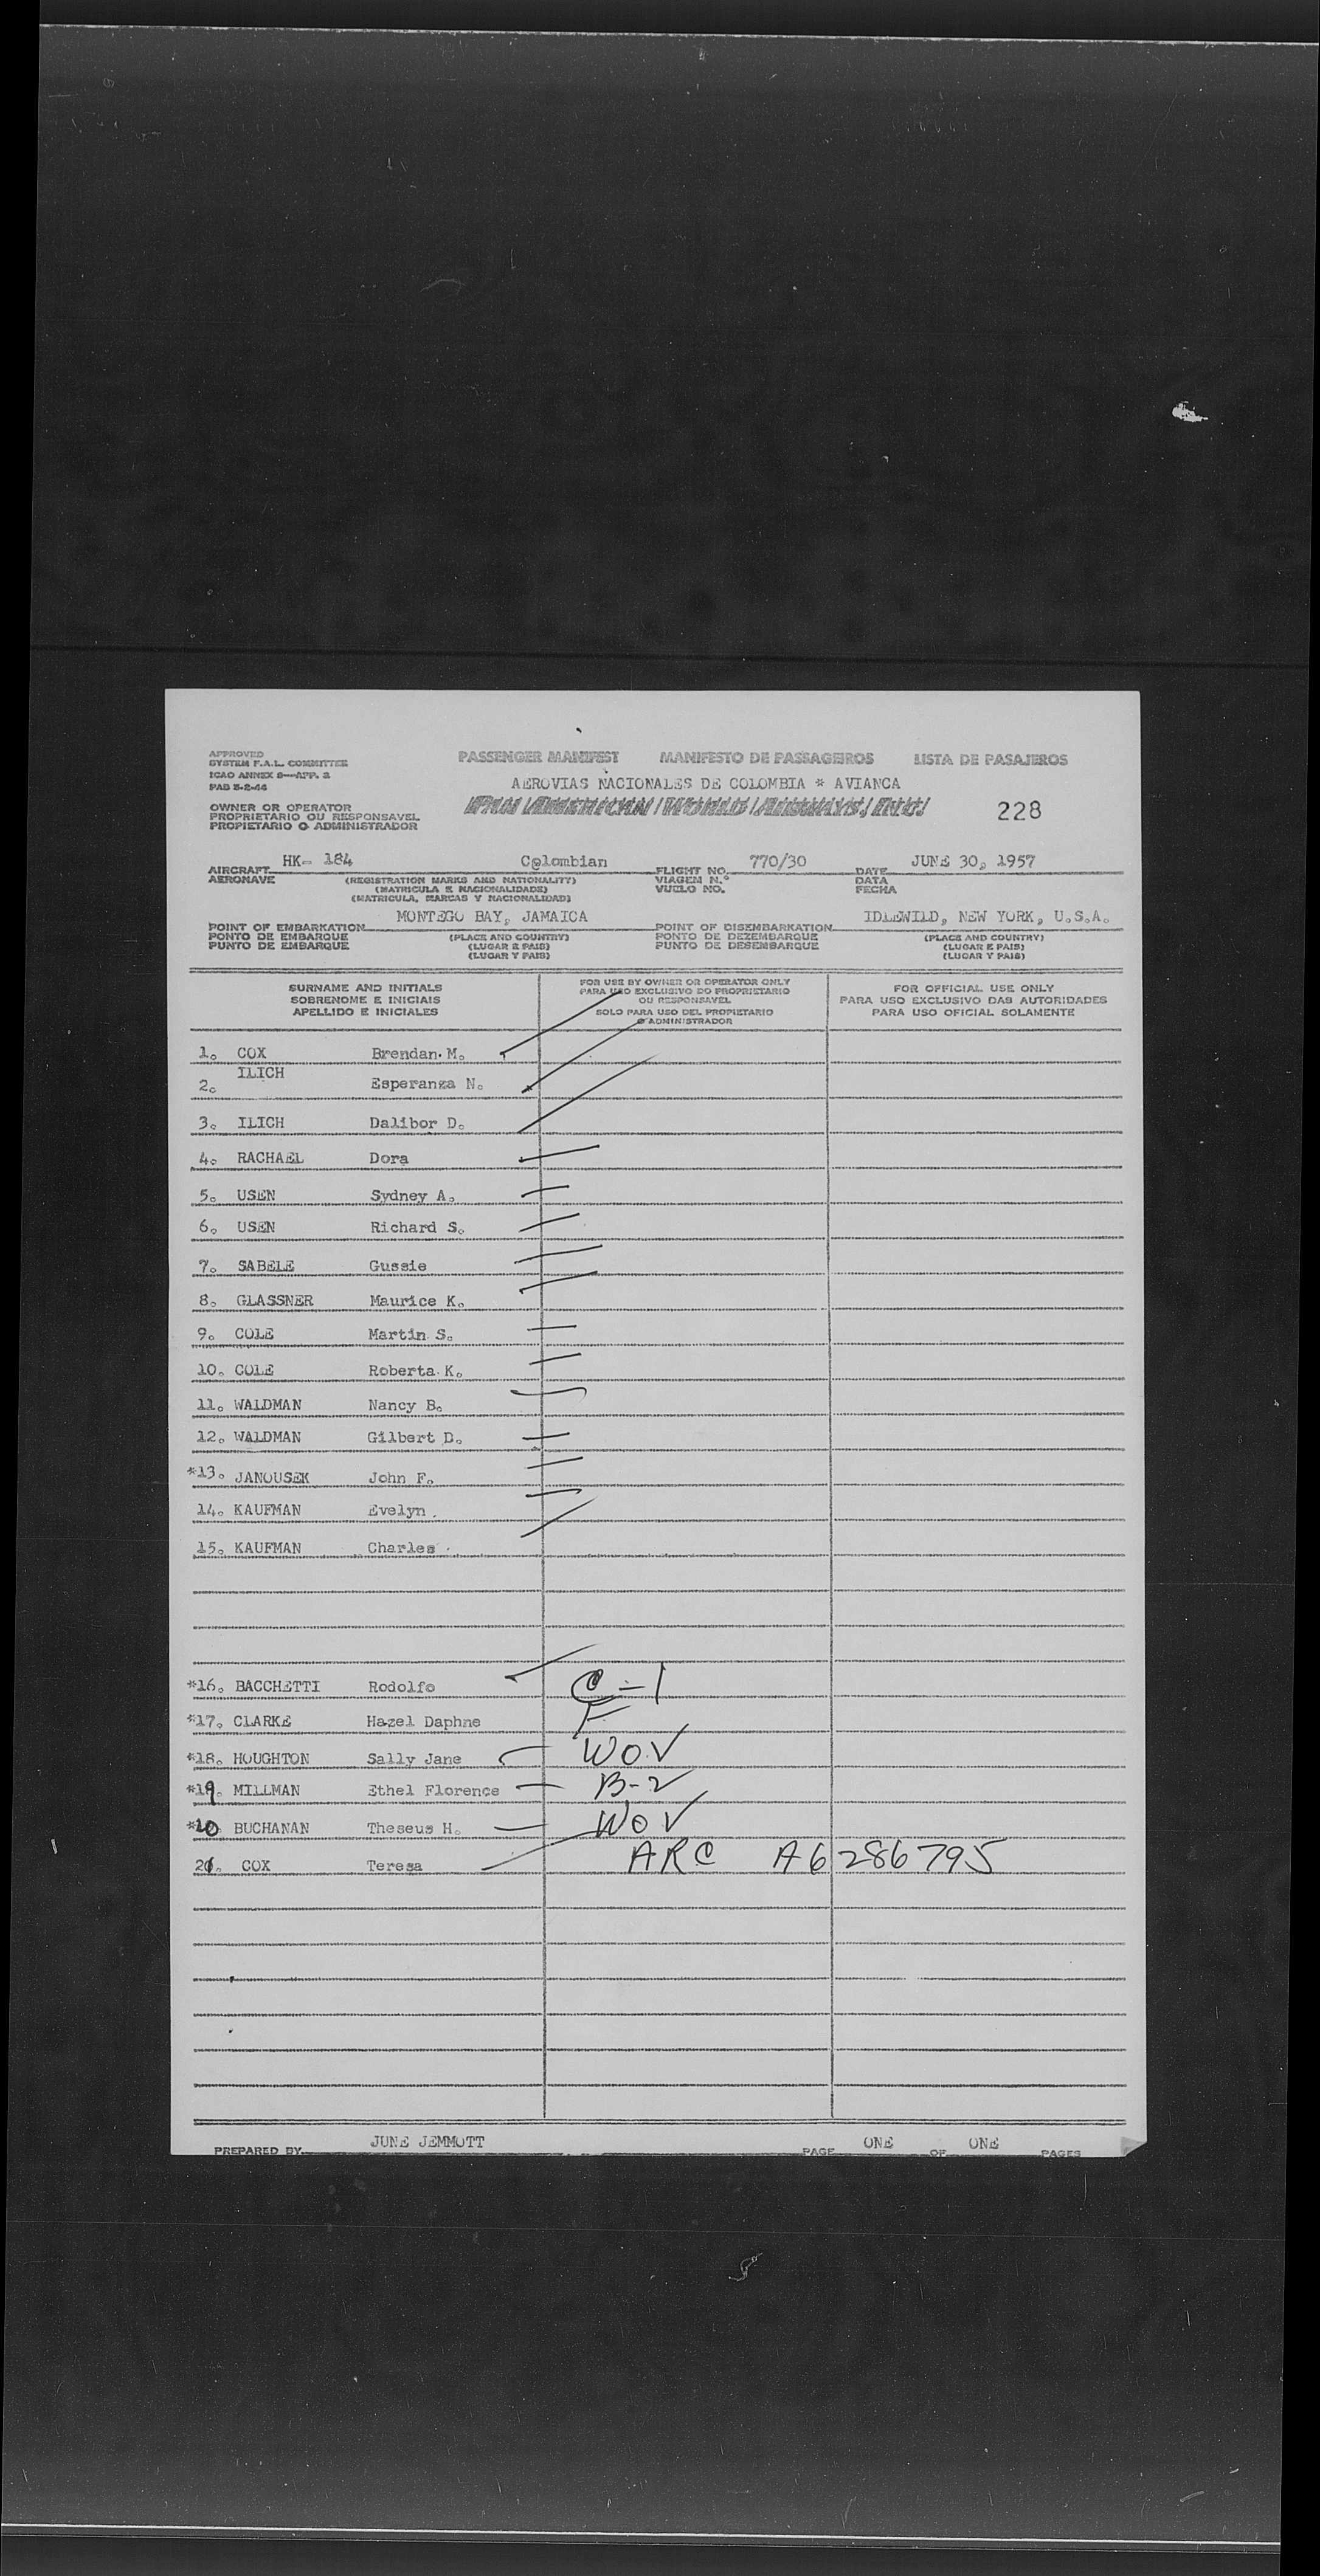 APPROVED
SYSTEM F.A.L. COMMITTEE
ICAO ANNEX 9—APP. 2
PAB 5-2-44
PASSENGER MANIFEST MANIFESTO DE PASSAGEIROS LISTA DE PASAJEROS
AEROVIAS NACIONALES DE COLOMBIA * AVIANCA
PAN AMERICAN WORLD AIRWAYS, INC.
228
OWNER OR OPERATOR
PROPRIETARIO OU RESPONSAVEL
PROPIETARIO O ADMINISTRADOR
AIRCRAFT HK- 184 Colombian FLIGHT NO. 770/30 DATE JUNE 30, 1957
AERONAVE (REGISTRATION MARKS AND NATIONALITY) VIAGEM N.º DATA
(MATRICULA E NACIONALIDADE) VUELO NO. FECHA
(MATRICULA, MARCAS Y NACIONALIDAD)
POINT OF EMBARKATION MONTEGO BAY, JAMAICA POINT OF DISEMBARKATION IDLEWILD, NEW YORK, U.S.A.
PONTO DE EMBARQUE (PLACE AND COUNTRY) PONTO DE DEZEMBARQUE (PLACE AND COUNTRY)
PUNTO DE EMBARQUE (LUGAR E PAIS) PUNTO DE DESEMBARQUE (LUGAR E PAIS)
(LUGAR Y PAIS) (LUGAR Y PAIS)
SURNAME AND INITIALS
SOBRENOME E INICIAIS
APELLIDO E INICIALES
FOR USE BY OWNER OR OPERATOR ONLY
PARA USO EXCLUSIVO DO PROPRIETARIO
OU RESPONSAVEL
SOLO PARA USO DEL PROPIETARIO
O ADMINISTRADOR
FOR OFFICIAL USE ONLY
PARA USO EXCLUSIVO DAS AUTORIDADES
PARA USO OFICIAL SOLAMENTE
1. COX Brendan M.
2. ILICH Esperanza N.
3. ILICH Dalibor D.
4. RACHAEL Dora
5. USEN Sydney A.
6. USEN Richard S.
7. SABELE Gussie
8. GLASSNER Maurice K.
9. COLE Martin S.
10. COLE Roberta K.
11. WALDMAN Nancy B.
12. WALDMAN Gilbert D.
*13. JANOUSEK John F.
14. KAUFMAN Evelyn
15. KAUFMAN Charles
*16. BACCHETTI Rodolfo C-1
*17. CLARKE Hazel Daphne F
*18. HOUGHTON Sally Jane WOV
*19. MILLMAN Ethel Florence B-2
*20 BUCHANAN Theseus H. WOV
21. COX Teresa ARC A6286795
PREPARED BY JUNE JEMMOTT PAGE ONE OF ONE PAGES